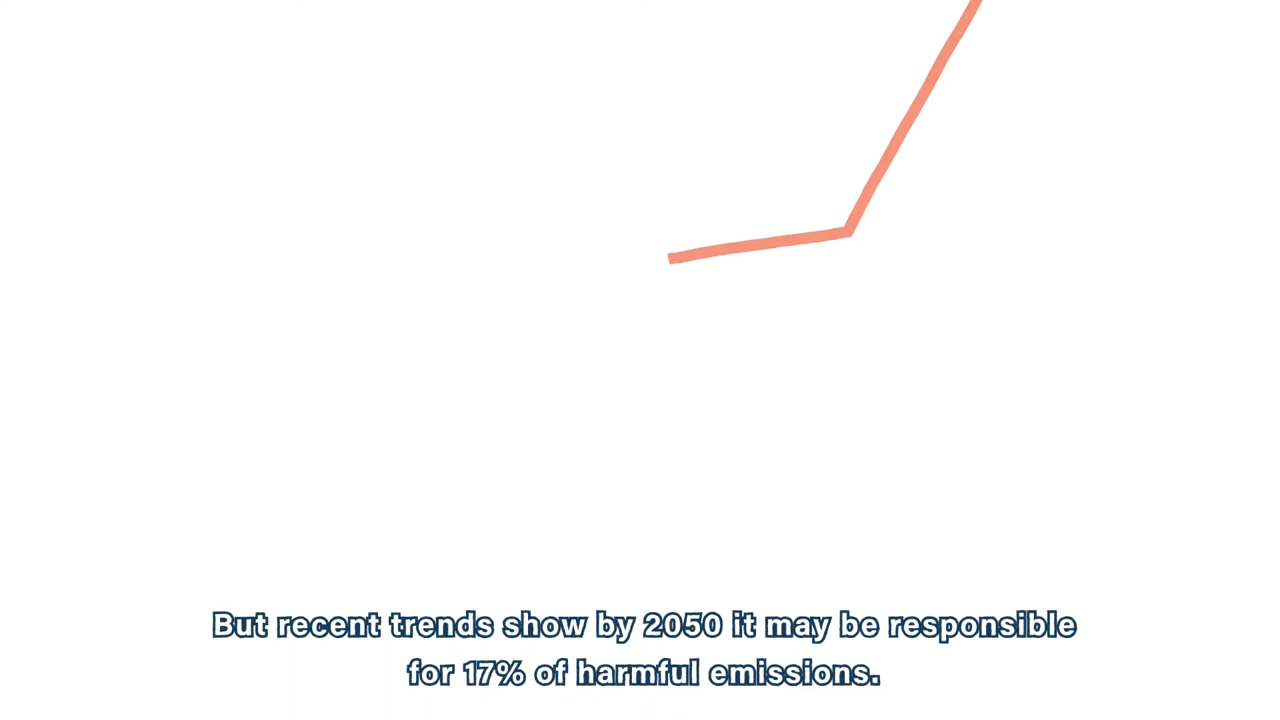 But recent trends show by 2050 it may be responsible
for 17% of harmful emissions.